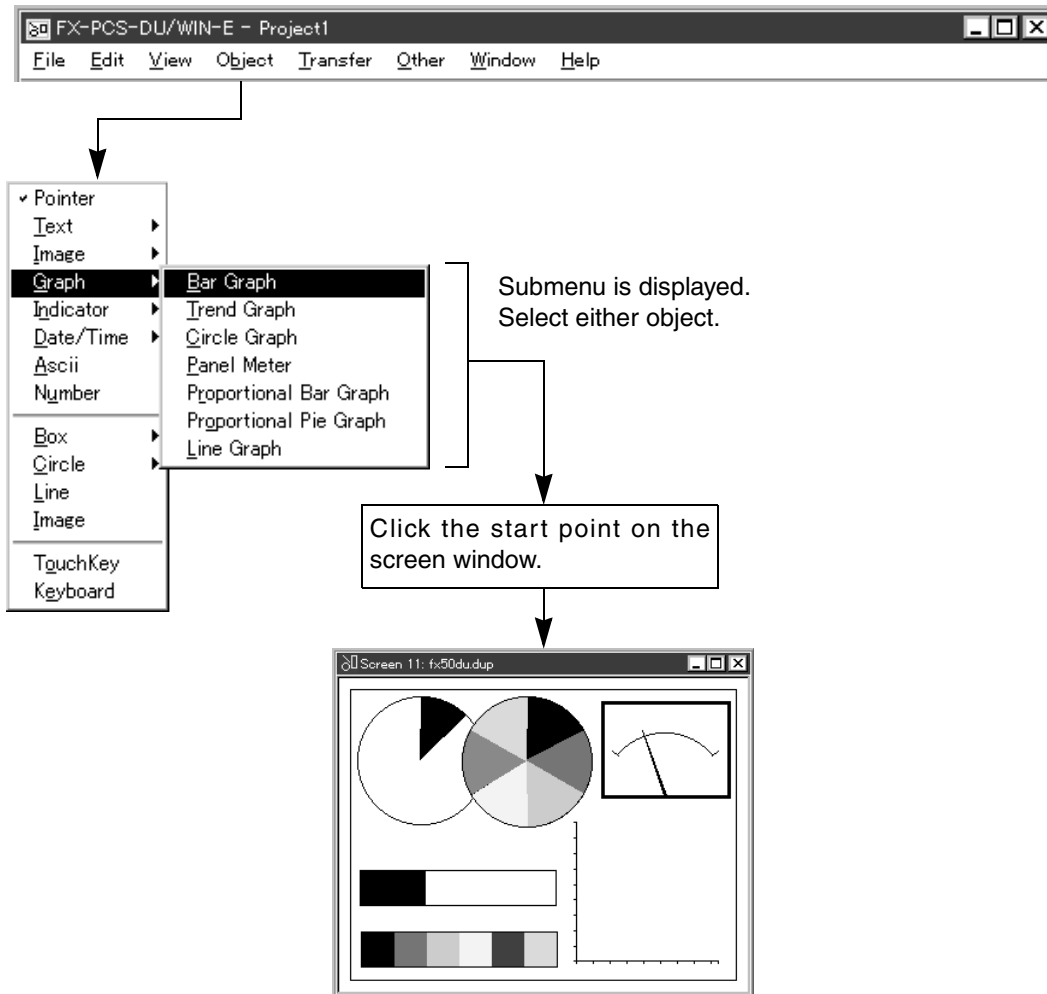 FX-PCS-DU/WIN-E - Project1
File Edit View Object Transfer Other Window Help
Pointer
Text
Image
Graph
Indicator
Date/Time
Ascii
Number
Box
Circle
Line
Image
TouchKey
Keyboard
Bar Graph
Trend Graph
Circle Graph
Panel Meter
Proportional Bar Graph
Proportional Pie Graph
Line Graph
Submenu is displayed.
Select either object.
Click the start point on the
screen window.
Screen 11: fx50du.dup